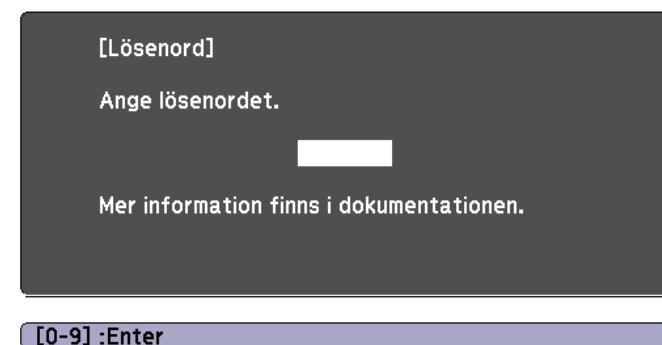 [Lösenord]
Ange lösenordet.
Mer information finns i dokumentationen.
[0-9] :Enter